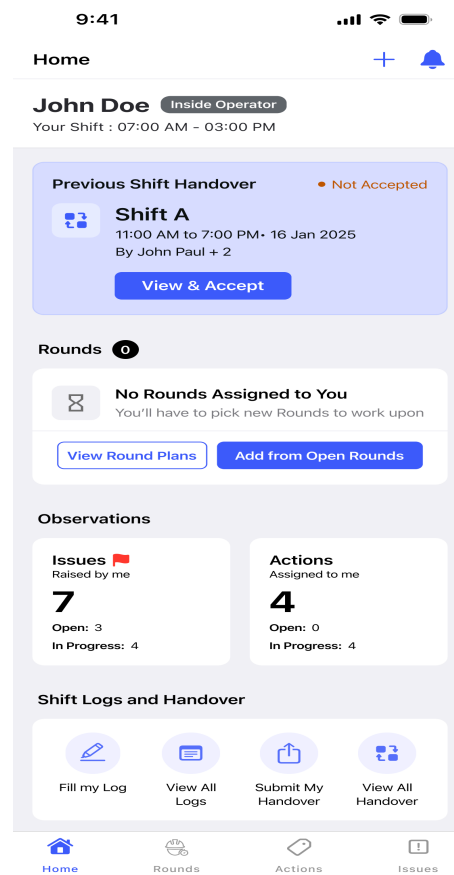 9:41
Home
John Doe Inside Operator
Your Shift : 07:00 AM - 03:00 PM
Previous Shift Handover
Not Accepted
Shift A
11:00 AM to 7:00 PM• 16 Jan 2025
By John Paul + 2
View & Accept
Rounds 0
No Rounds Assigned to You
You'll have to pick new Rounds to work upon
View Round Plans
Add from Open Rounds
Observations
Issues
Raised by me
7
Open: 3
In Progress: 4
Actions
Assigned to me
4
Open: 0
In Progress: 4
Shift Logs and Handover
Fill my Log
View All
Logs
Submit My
Handover
View All
Handover
Home
Rounds
Actions
Issues